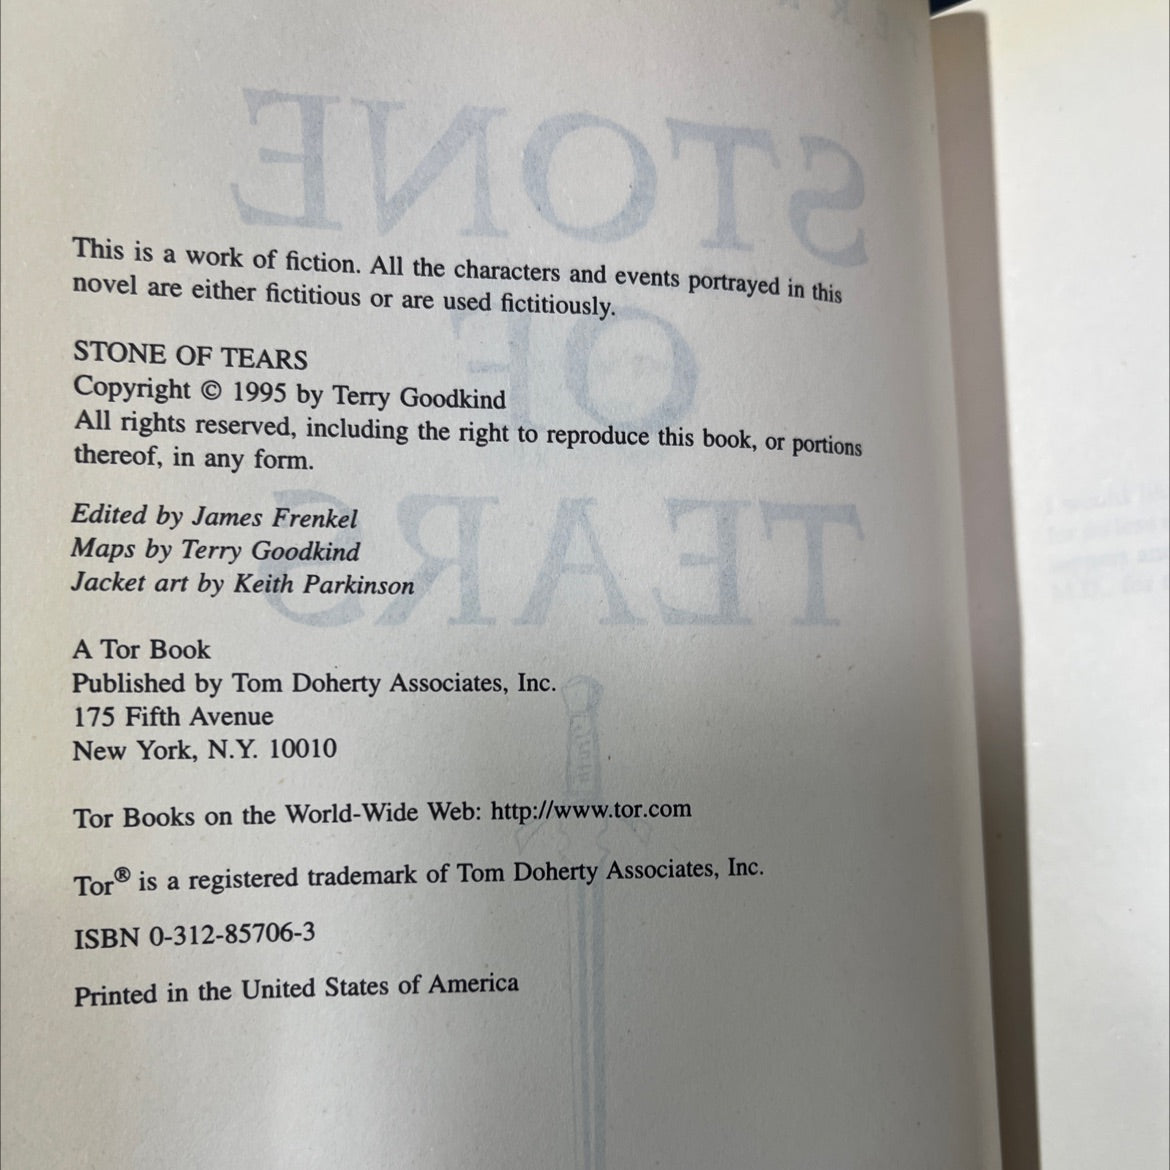 This is a work of fiction. All the characters and events portrayed in this
novel are either fictitious or are used fictitiously.
STONE OF TEARS
Copyright © 1995 by Terry Goodkind
All rights reserved, including the right to reproduce this book, or portions
thereof, in any form.
Edited by James Frenkel
Maps by Terry Goodkind
Jacket art by Keith Parkinson
A Tor Book
Published by Tom Doherty Associates, Inc.
175 Fifth Avenue
New York, N.Y. 10010
Tor Books on the World-Wide Web: http://www.tor.com
Tor® is a registered trademark of Tom Doherty Associates, Inc.
ISBN 0-312-85706-3
Printed in the United States of America
STONE
OF
TEARS